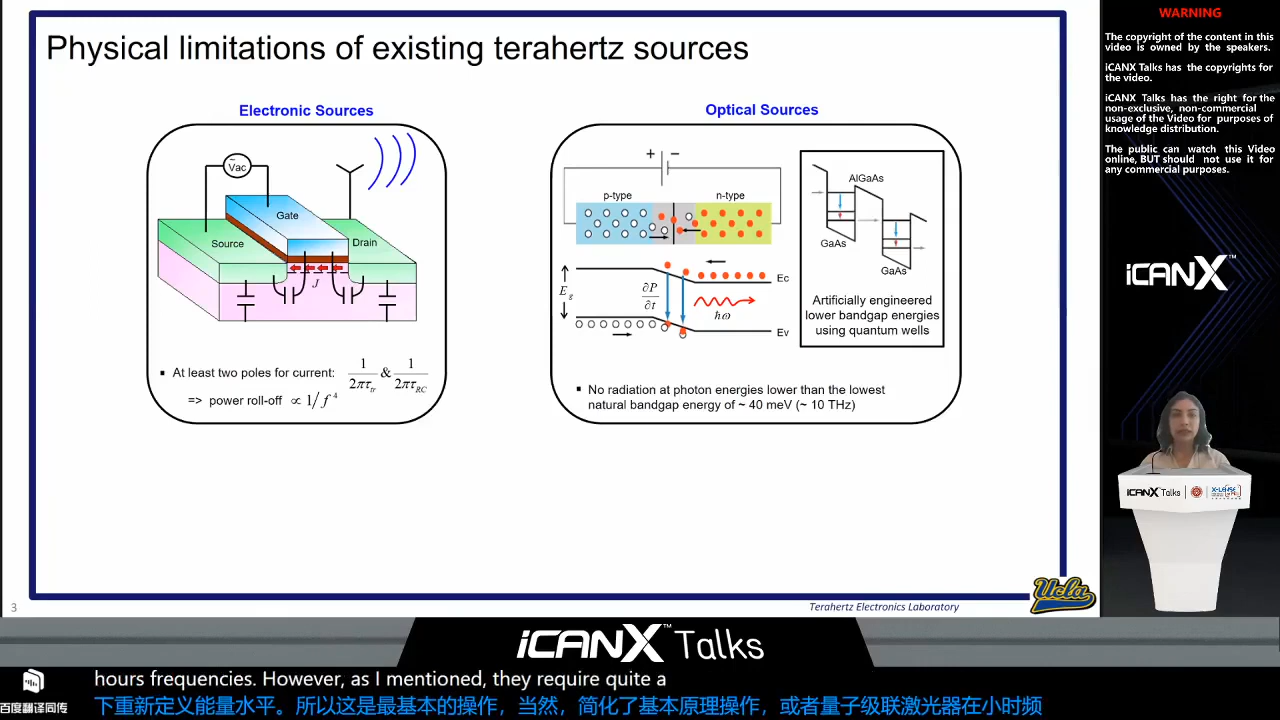 Physical limitations of existing terahertz sources
Electronic Sources
Vac
Gate
Source
Drain
J
▪ At least two poles for current: 1/2πτtr & 1/2πτRC
=> power roll-off ∝ 1/f^4
Optical Sources
+ −
p-type
n-type
Ec
Eg
∂P/∂t
ħω
Ev
AlGaAs
GaAs
GaAs
Artificially engineered
lower bandgap energies
using quantum wells
▪ No radiation at photon energies lower than the lowest
natural bandgap energy of ~ 40 meV (~ 10 THz)
3
Terahertz Electronics Laboratory
Ucla
WARNING
The copyright of the content in this
video is owned by the speakers.
iCANX Talks has the copyrights for
the video.
iCANX Talks has the right for the
non-exclusive, non-commercial
usage of the Video for purposes of
knowledge distribution.
The public can watch this Video
online, BUT should not use it for
any commercial purposes.
iCANX™
iCANX Talks
X-LENSE
iCANX™ Talks
百度翻译同传
hours frequencies. However, as I mentioned, they require quite a
下重新定义能量水平。所以这是最基本的操作，当然，简化了基本原理操作，或者量子级联激光器在小时频